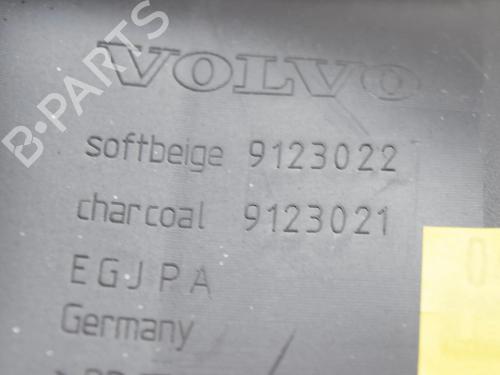 B-PARTS
VOLVO
softbeige 9123022
charcoal 9123021
EGJPA
Germany